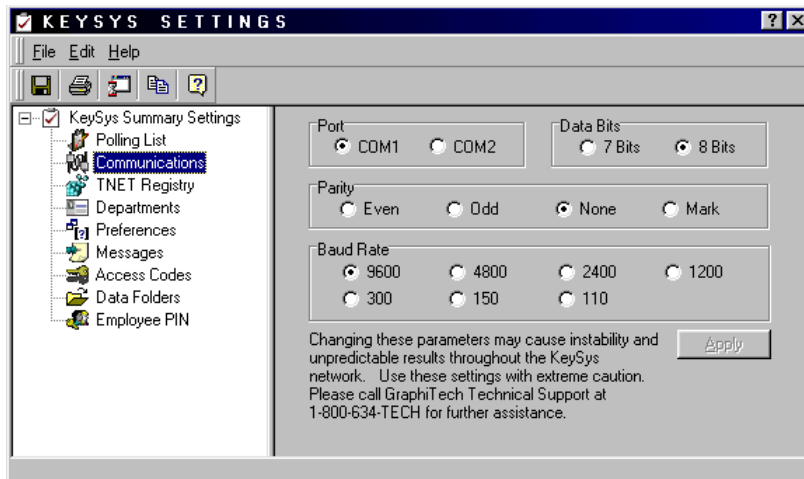 KEYSYS SETTINGS
File Edit Help
KeySys Summary Settings
Polling List
Communications
TNET Registry
Departments
Preferences
Messages
Access Codes
Data Folders
Employee PIN
Port
COM1 COM2
Data Bits
7 Bits 8 Bits
Parity
Even Odd None Mark
Baud Rate
9600 4800 2400 1200
300 150 110
Changing these parameters may cause instability and
unpredictable results throughout the KeySys
network. Use these settings with extreme caution.
Please call GraphiTech Technical Support at
1-800-634-TECH for further assistance.
Apply